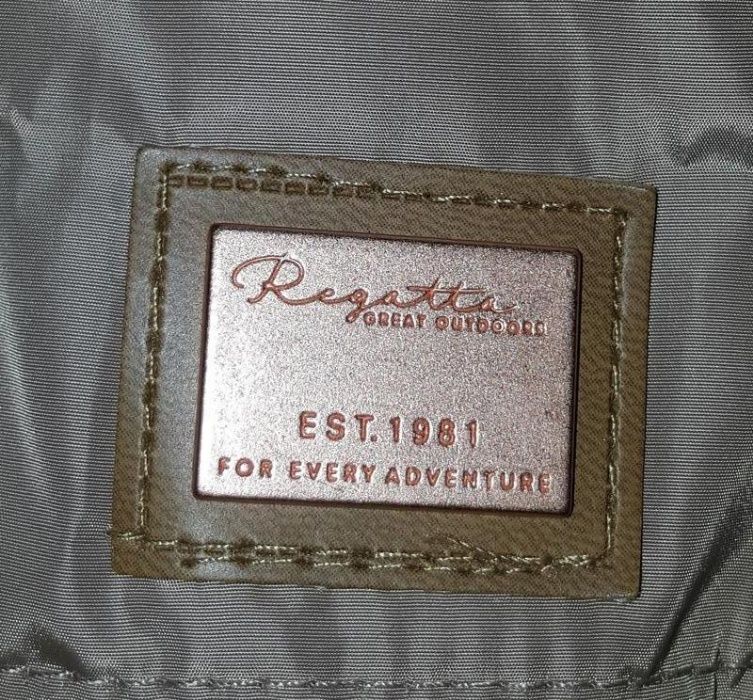 Regatta
GREAT OUTDOORS
EST. 1981
FOR EVERY ADVENTURE